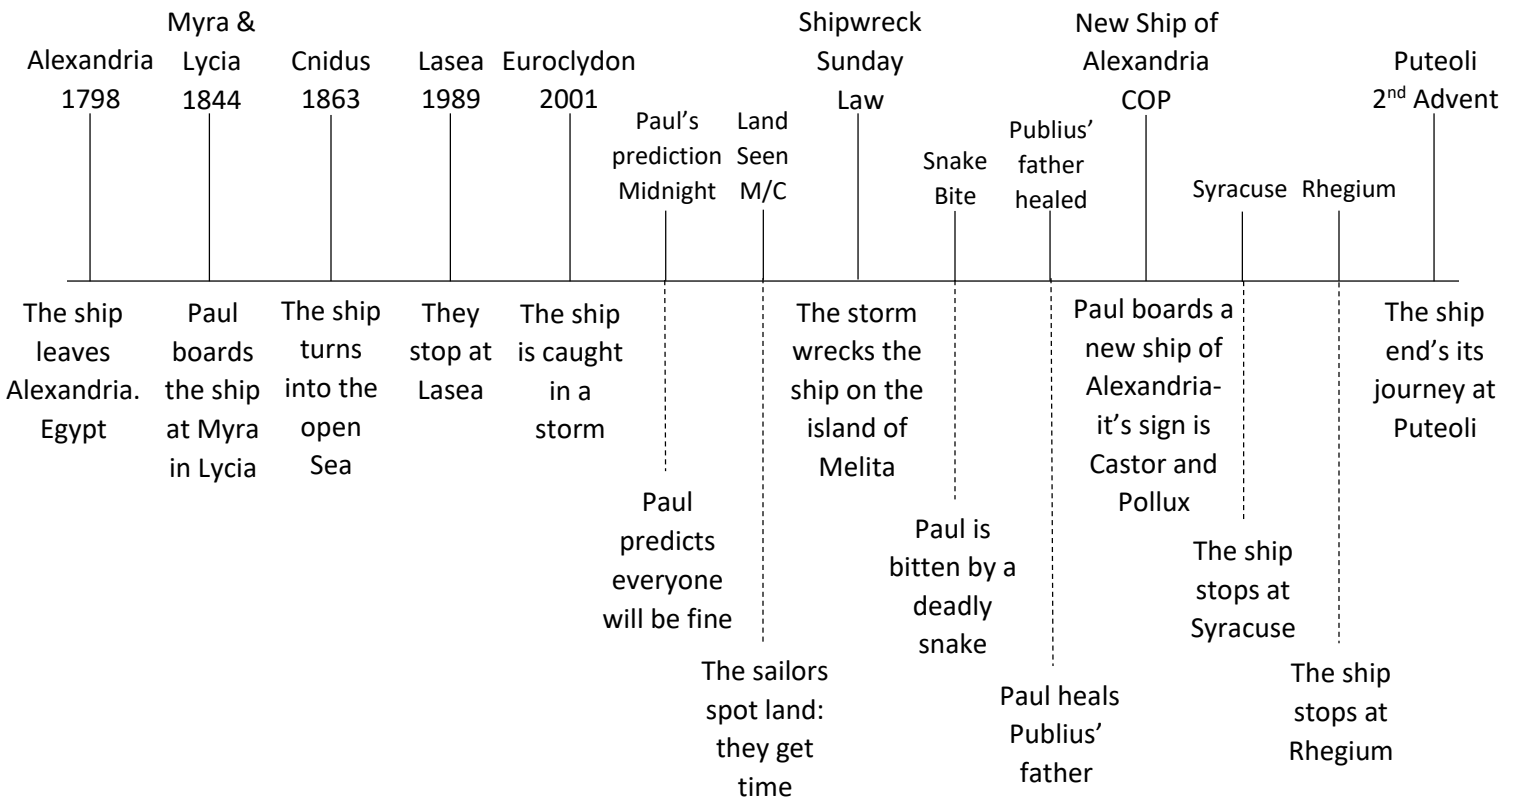 Alexandria
1798
Myra &
Lycia
1844
Cnidus
1863
Lasea
1989
Euroclydon
2001
Paul’s
prediction
Midnight
Land
Seen
M/C
Shipwreck
Sunday
Law
Snake
Bite
Publius’
father
healed
New Ship of
Alexandria
COP
Syracuse
Rhegium
Puteoli
2nd Advent
The ship
leaves
Alexandria.
Egypt
Paul
boards
the ship
at Myra
in Lycia
The ship
turns
into the
open
Sea
They
stop at
Lasea
The ship
is caught
in a
storm
Paul
predicts
everyone
will be fine
The sailors
spot land:
they get
time
The storm
wrecks the
ship on the
island of
Melita
Paul is
bitten by a
deadly
snake
Paul heals
Publius’
father
Paul boards a
new ship of
Alexandria-
it’s sign is
Castor and
Pollux
The ship
stops at
Syracuse
The ship
stops at
Rhegium
The ship
end’s its
journey at
Puteoli